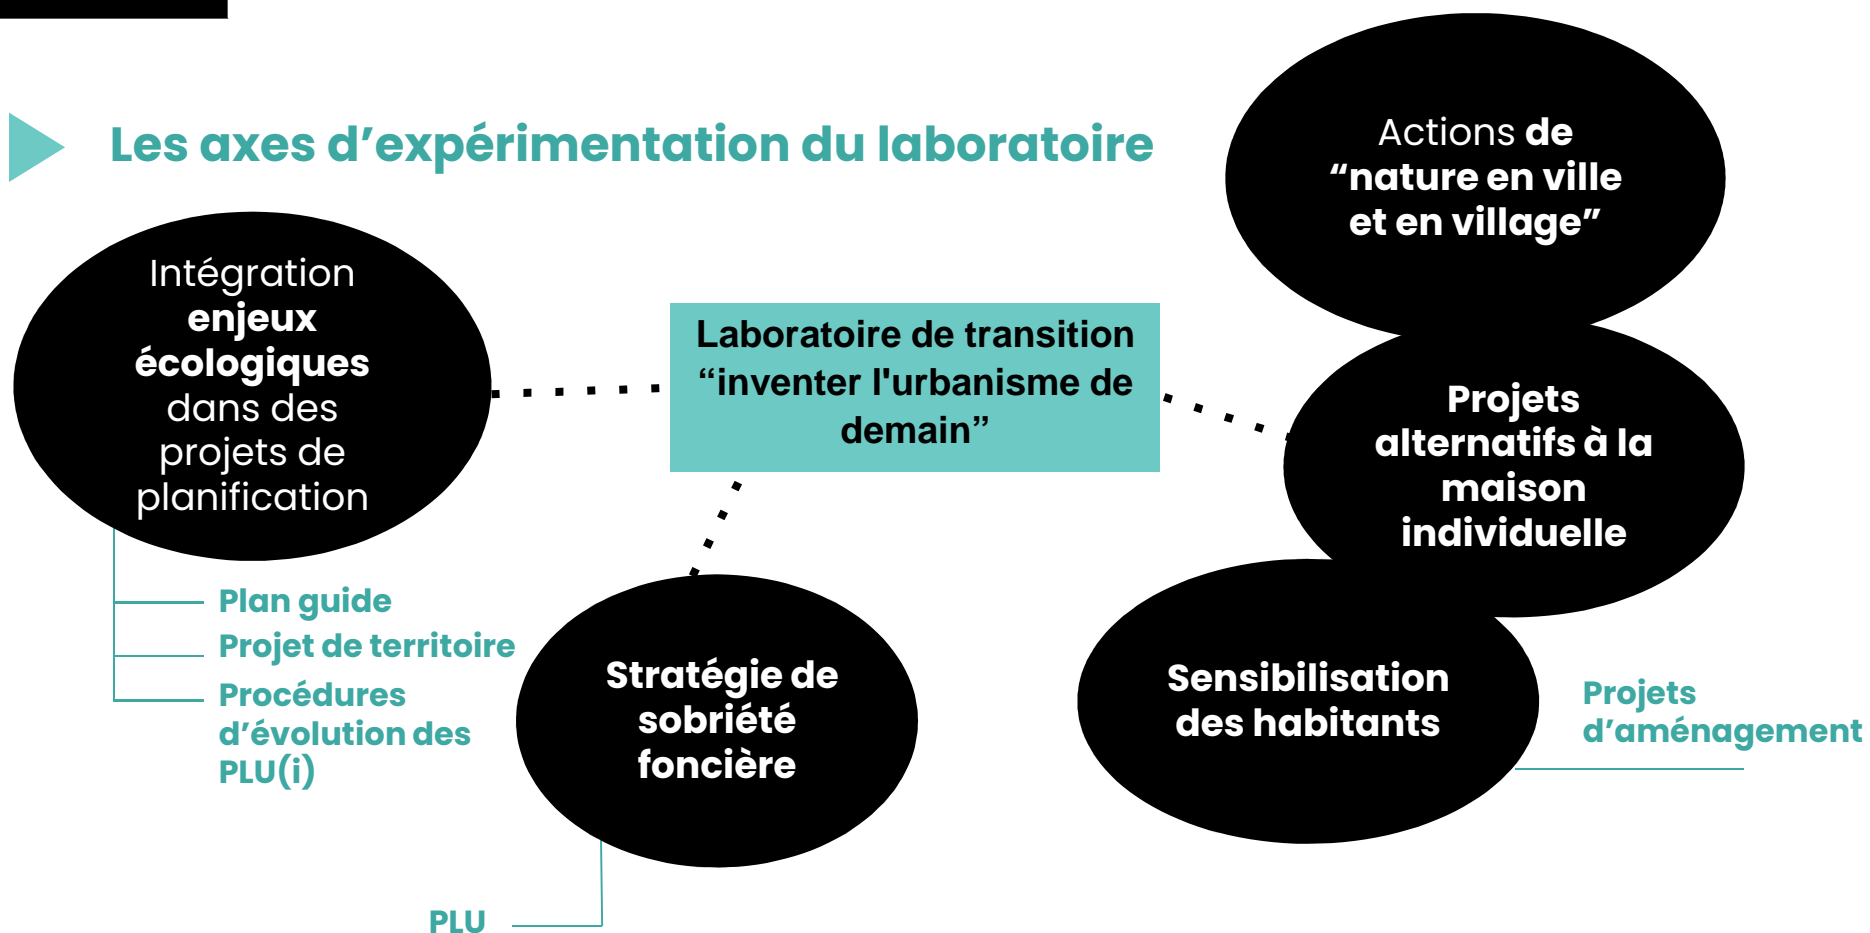 Les axes d’expérimentation du laboratoire
Actions de
“nature en ville
et en village”
Intégration
enjeux
écologiques
dans des
projets de
planification
Laboratoire de transition
“inventer l'urbanisme de
demain”
Projets
alternatifs à la
maison
individuelle
Plan guide
Projet de territoire
Procédures
d’évolution des
PLU(i)
Stratégie de
sobriété
foncière
Sensibilisation
des habitants
Projets
d’aménagement
PLU